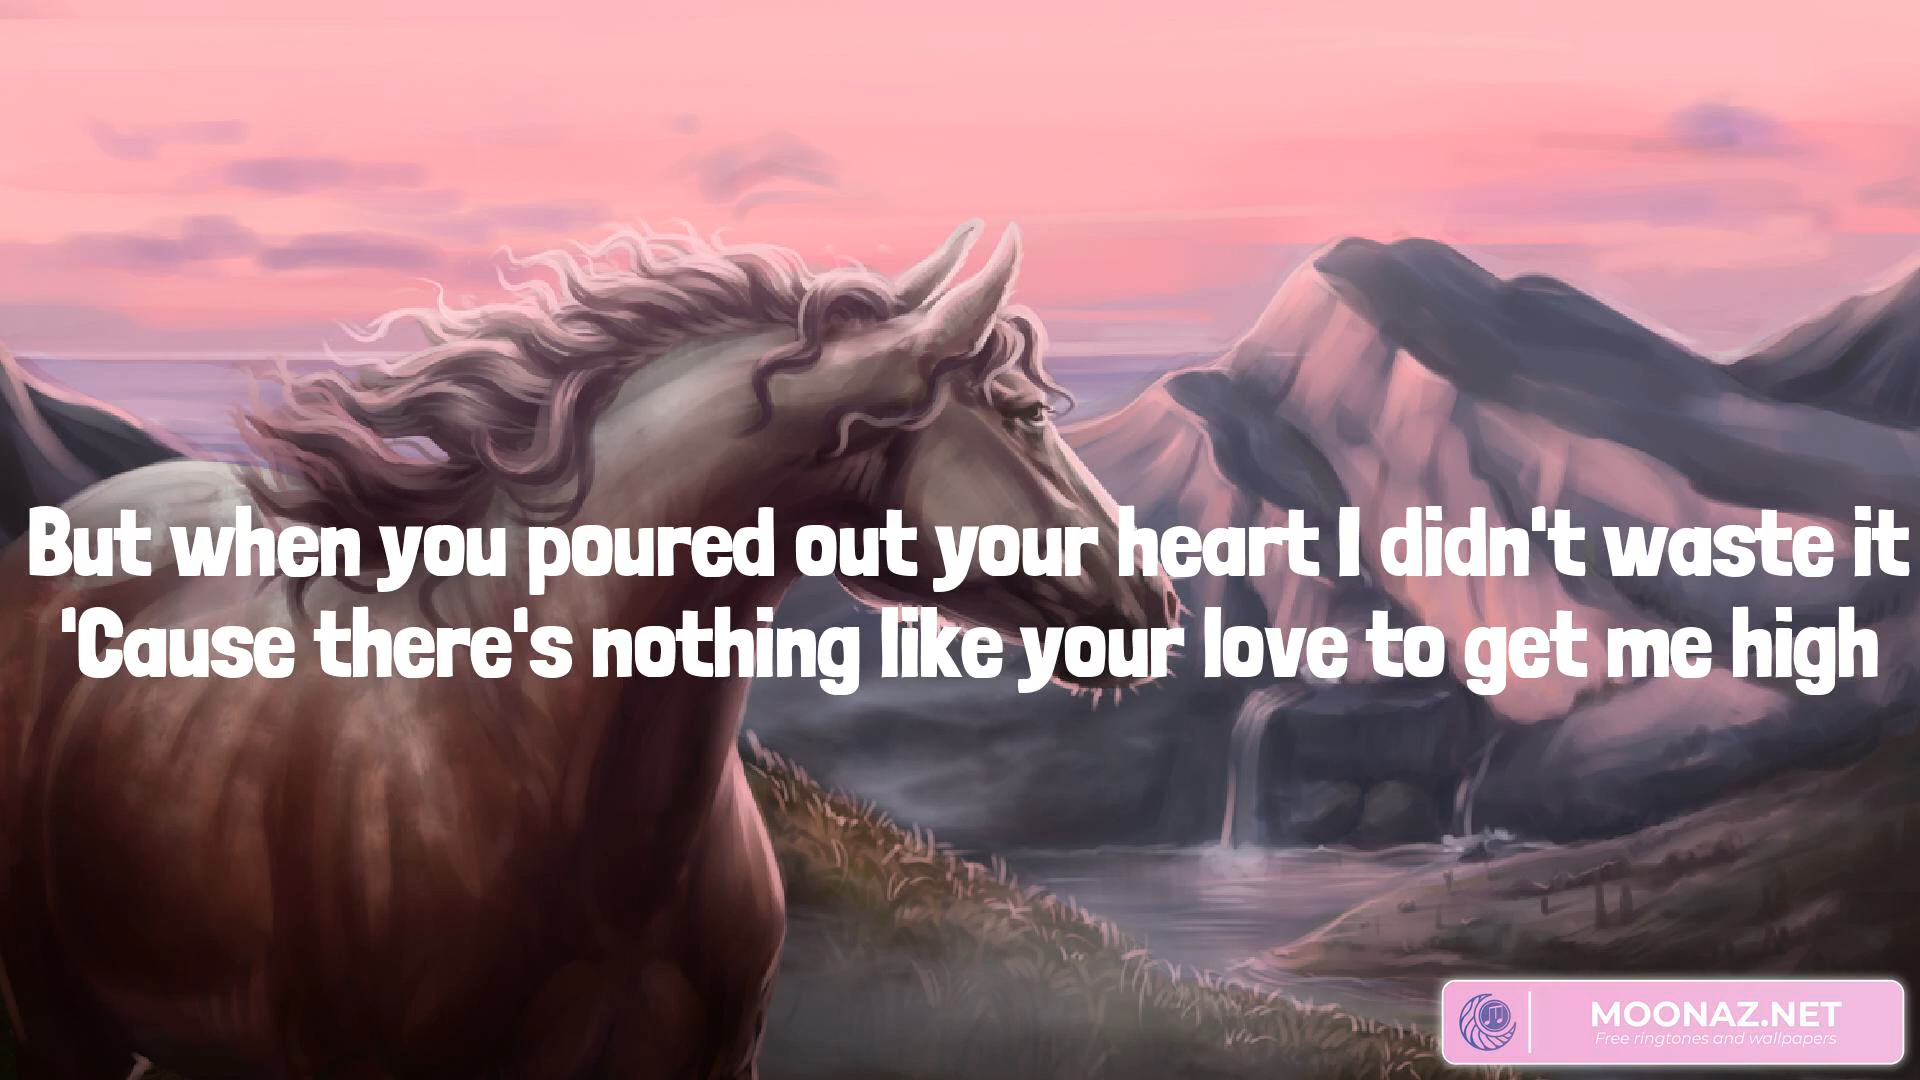 But when you poured out your heart I didn't waste it
'Cause there's nothing like your love to get me high
MOONAZ.NET
Free ringtones and wallpapers